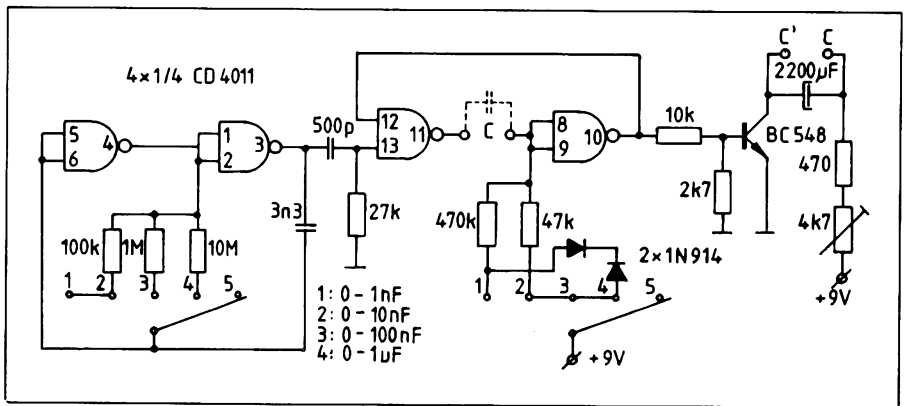 4×1/4 CD 4011
5
6
4
1
2
3
500p
12
13
11
C
8
9
10
10k
C'
C
2200µF
BC 548
470
2k7
4k7
+9V
3n3
27k
100k
1M
10M
1
2
3
4
5
470k
47k
2×1N914
1
2
3
4
5
+9V
1: 0-1nF
2: 0-10nF
3: 0-100nF
4: 0-1µF